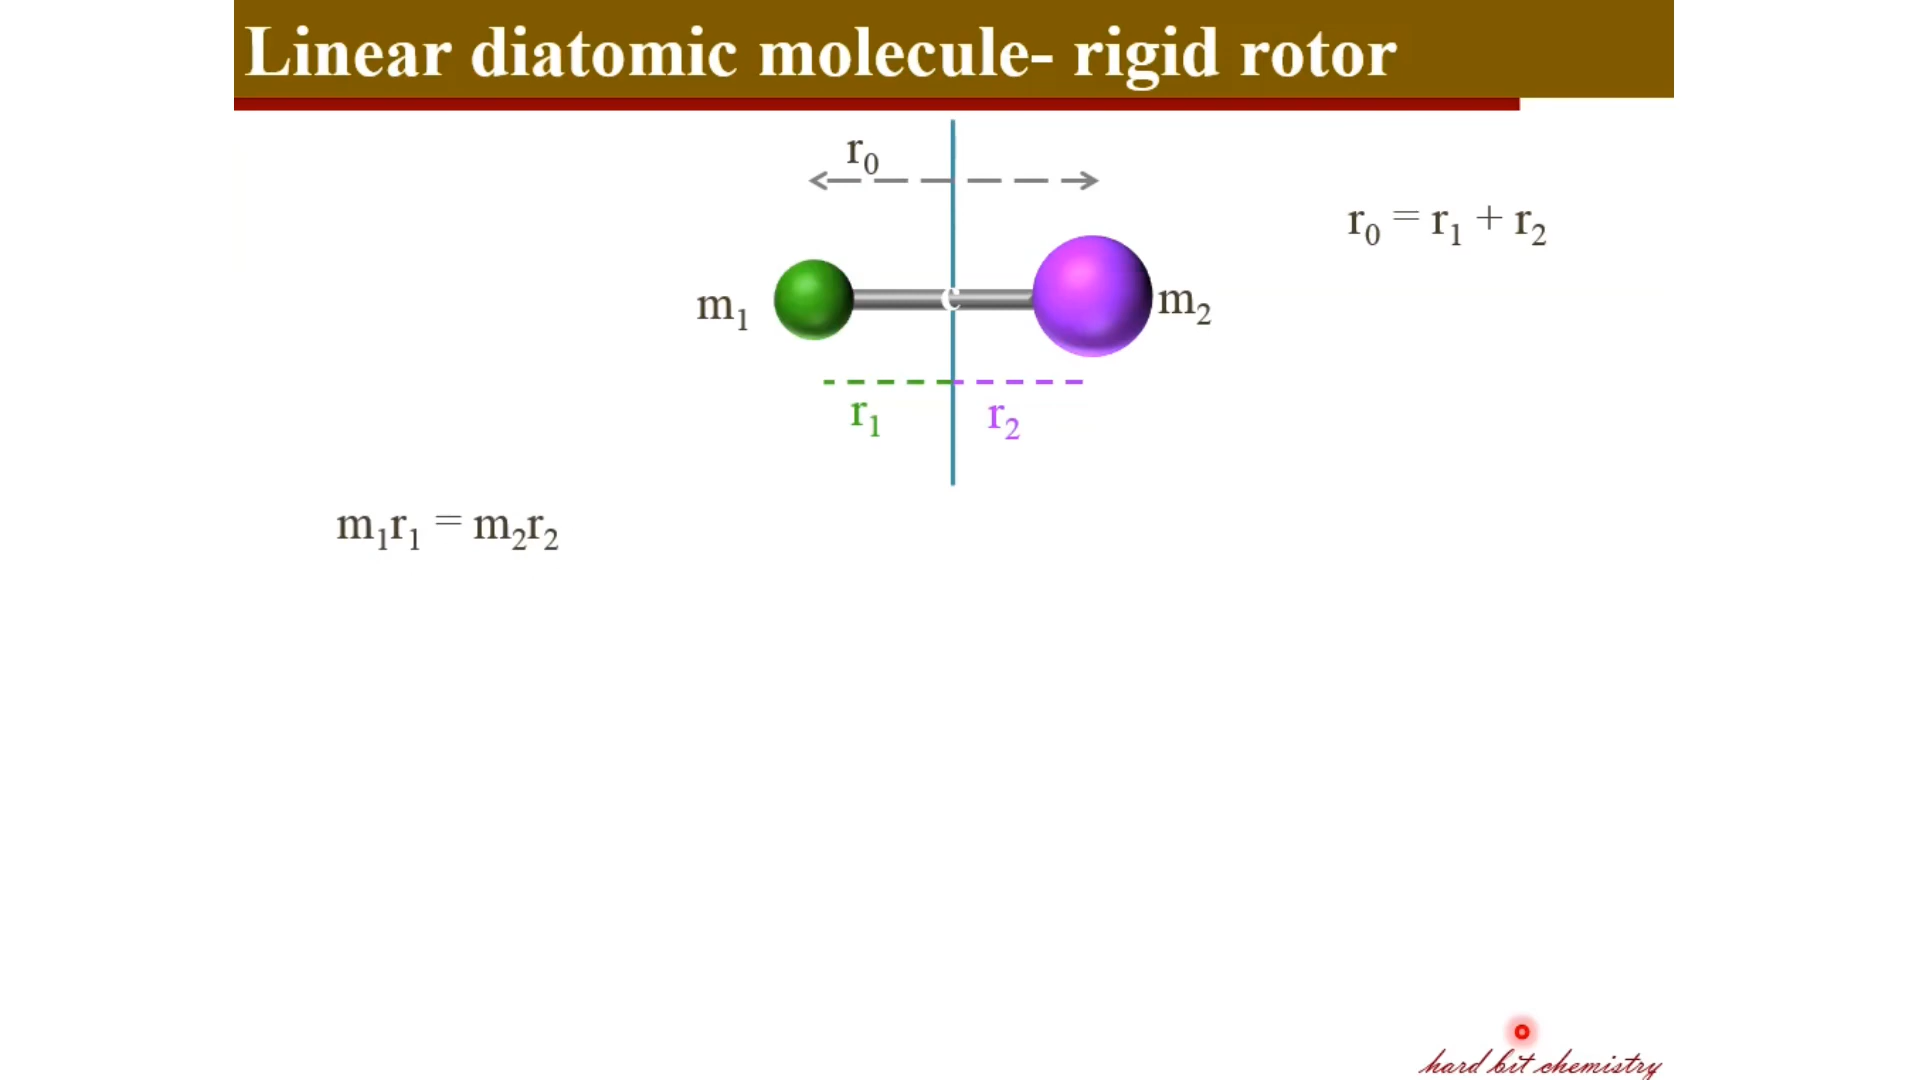 Linear diatomic molecule- rigid rotor
r₀
r₀ = r₁ + r₂
m₁
c
m₂
r₁
r₂
m₁r₁ = m₂r₂
hard bit chemistry